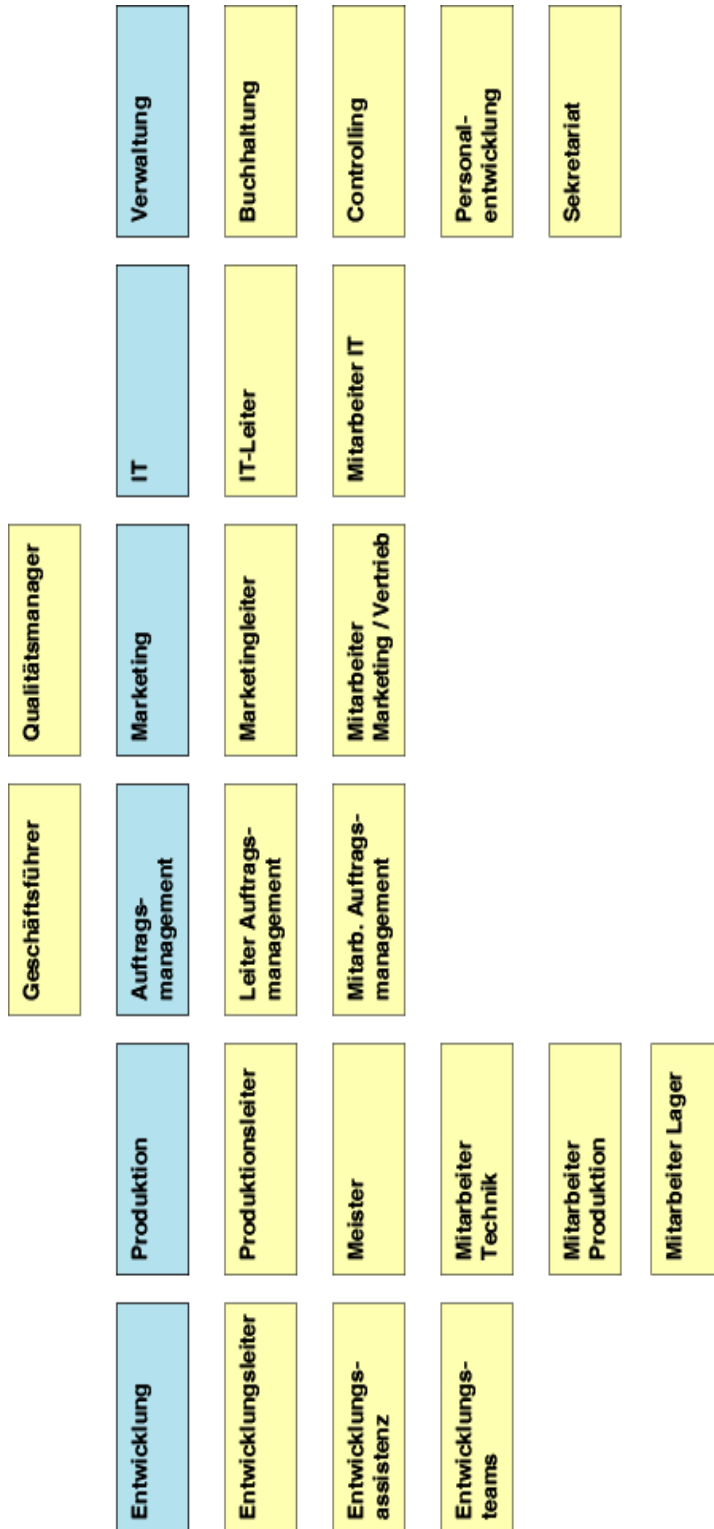 Geschäftsführer
Qualitätsmanager
Entwicklung
Produktion
Auftrags-
management
Marketing
IT
Verwaltung
Entwicklungsleiter
Produktionsleiter
Leiter Auftrags-
management
Marketingleiter
IT-Leiter
Buchhaltung
Entwicklungs-
assistenz
Meister
Mitarb. Auftrags-
management
Mitarbeiter
Marketing / Vertrieb
Mitarbeiter IT
Controlling
Entwicklungs-
teams
Mitarbeiter
Technik
Personal-
entwicklung
Mitarbeiter
Produktion
Sekretariat
Mitarbeiter Lager